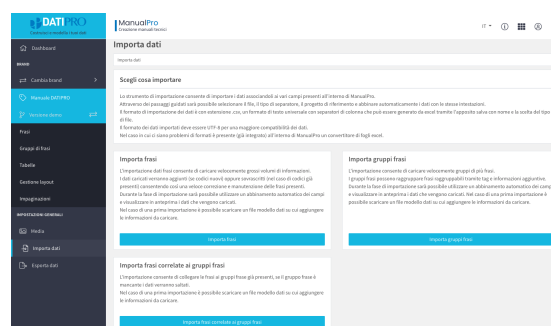 DATIPRO
ManualPro
Creazione manuali tecnici
IT
Dashboard
Importa dati
BRAND
Importa dati
Cambia brand
Scegli cosa importare
Manuale DATIPRO
Lo strumento di importazione consente di importare i dati associandoli ai vari campi presenti all'interno di ManualPro.
Attraverso dei passaggi guidati sarà possibile selezionare il file, il tipo di separatore, il progetto di riferimento e abbinare automaticamente i dati con le stesse intestazioni.
Versione demo
Il formato di importazione dei dati è con estensione .csv, un formato di testo universale con separatori di colonna che può essere generato da excel tramite l'apposito salva con nome e la scelta del tipo
di file.
Frasi
Il formato dei dati importati deve essere UTF-8 per una maggiore compatibilità dei dati.
Nel caso in cui ci siano problemi di formati è presente (già integrato) all'interno di ManualPro un convertitore di fogli excel.
Gruppi di frasi
Tabelle
Gestione layout
Impaginazioni
IMPOSTAZIONI GENERALI
Media
Importa dati
Esporta dati
Importa frasi
L'importazione dati frasi consente di caricare velocemente grossi volumi di informazioni.
I dati caricati verranno aggiunti (se codici nuovi) oppure sovrascritti (nel caso di codici già
presenti) consentendo così una veloce correzione e manutenzione delle frasi presenti.
Durante la fase di importazione sarà possibile utilizzare un abbinamento automatico dei campi
e visualizzare in anteprima i dati che vengono caricati.
Nel caso di una prima importazione è possibile scaricare un file modello dati su cui aggiungere
le informazioni da caricare.
Importa frasi
Importa gruppi frasi
L'importazione consente di caricare velocemente gruppi di più frasi.
I gruppi frasi possono raggruppare frasi raggruppabili tramite tag e informazioni aggiuntive.
Durante la fase di importazione sarà possibile utilizzare un abbinamento automatico dei campi
e visualizzare in anteprima i dati che vengono caricati. Nel caso di una prima importazione è
possibile scaricare un file modello dati su cui aggiungere le informazioni da caricare.
Importa gruppi frasi
Importa frasi correlate ai gruppi frasi
L'importazione consente di collegare le frasi ai gruppi frase già presenti, se il gruppo frase è
mancante i dati verranno saltati.
Nel caso di una prima importazione è possibile scaricare un file modello dati su cui aggiungere
le informazioni da caricare.
Importa frasi correlate ai gruppi frasi